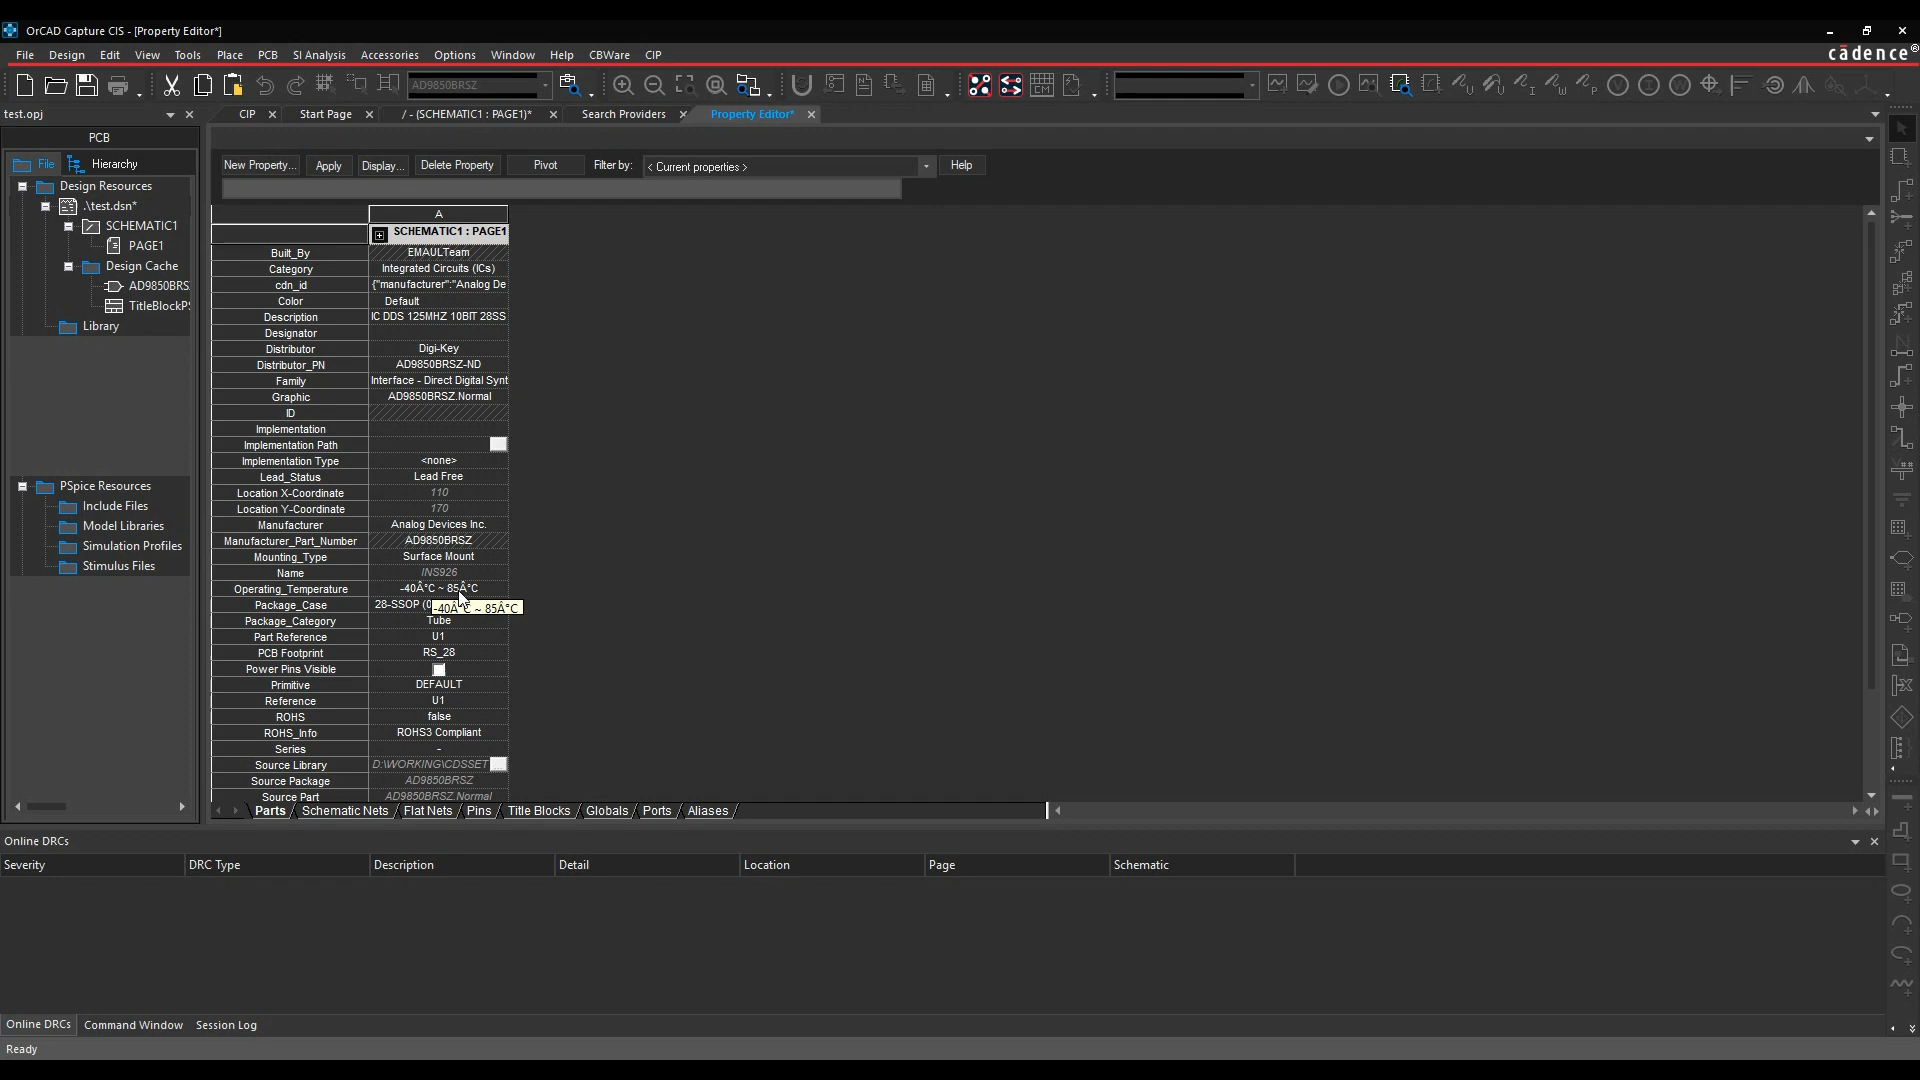 OrCAD Capture CIS - [Property Editor*]
File Design Edit View Tools Place PCB SI Analysis Accessories Options Window Help CBWare CIP
cādence®
AD9850BRSZ
test.opj
CIP Start Page / - (SCHEMATIC1 : PAGE1)* Search Providers Property Editor*
PCB
File Hierarchy
Design Resources
.\test.dsn*
SCHEMATIC1
PAGE1
Design Cache
AD9850BRS
TitleBlockP
Library
PSpice Resources
Include Files
Model Libraries
Simulation Profiles
Stimulus Files
New Property... Apply Display... Delete Property Pivot Filter by: < Current properties > Help
A
SCHEMATIC1 : PAGE1
Built_By EMAULTeam
Category Integrated Circuits (ICs)
cdn_id {"manufacturer":"Analog De
Color Default
Description IC DDS 125MHZ 10BIT 28SS
Designator
Distributor Digi-Key
Distributor_PN AD9850BRSZ-ND
Family Interface - Direct Digital Synt
Graphic AD9850BRSZ.Normal
ID
Implementation
Implementation Path
Implementation Type <none>
Lead_Status Lead Free
Location X-Coordinate 110
Location Y-Coordinate 170
Manufacturer Analog Devices Inc.
Manufacturer_Part_Number AD9850BRSZ
Mounting_Type Surface Mount
Name INS926
Operating_Temperature -40Â°C ~ 85Â°C
Package_Case 28-SSOP (0
-40Â°C ~ 85Â°C
Package_Category Tube
Part Reference U1
PCB Footprint RS_28
Power Pins Visible
Primitive DEFAULT
Reference U1
ROHS false
ROHS_Info ROHS3 Compliant
Series -
Source Library D:\WORKING\CDSSET
Source Package AD9850BRSZ
Source Part AD9850BRSZ.Normal
Parts Schematic Nets Flat Nets Pins Title Blocks Globals Ports Aliases
Online DRCs
Severity DRC Type Description Detail Location Page Schematic
Online DRCs Command Window Session Log
Ready